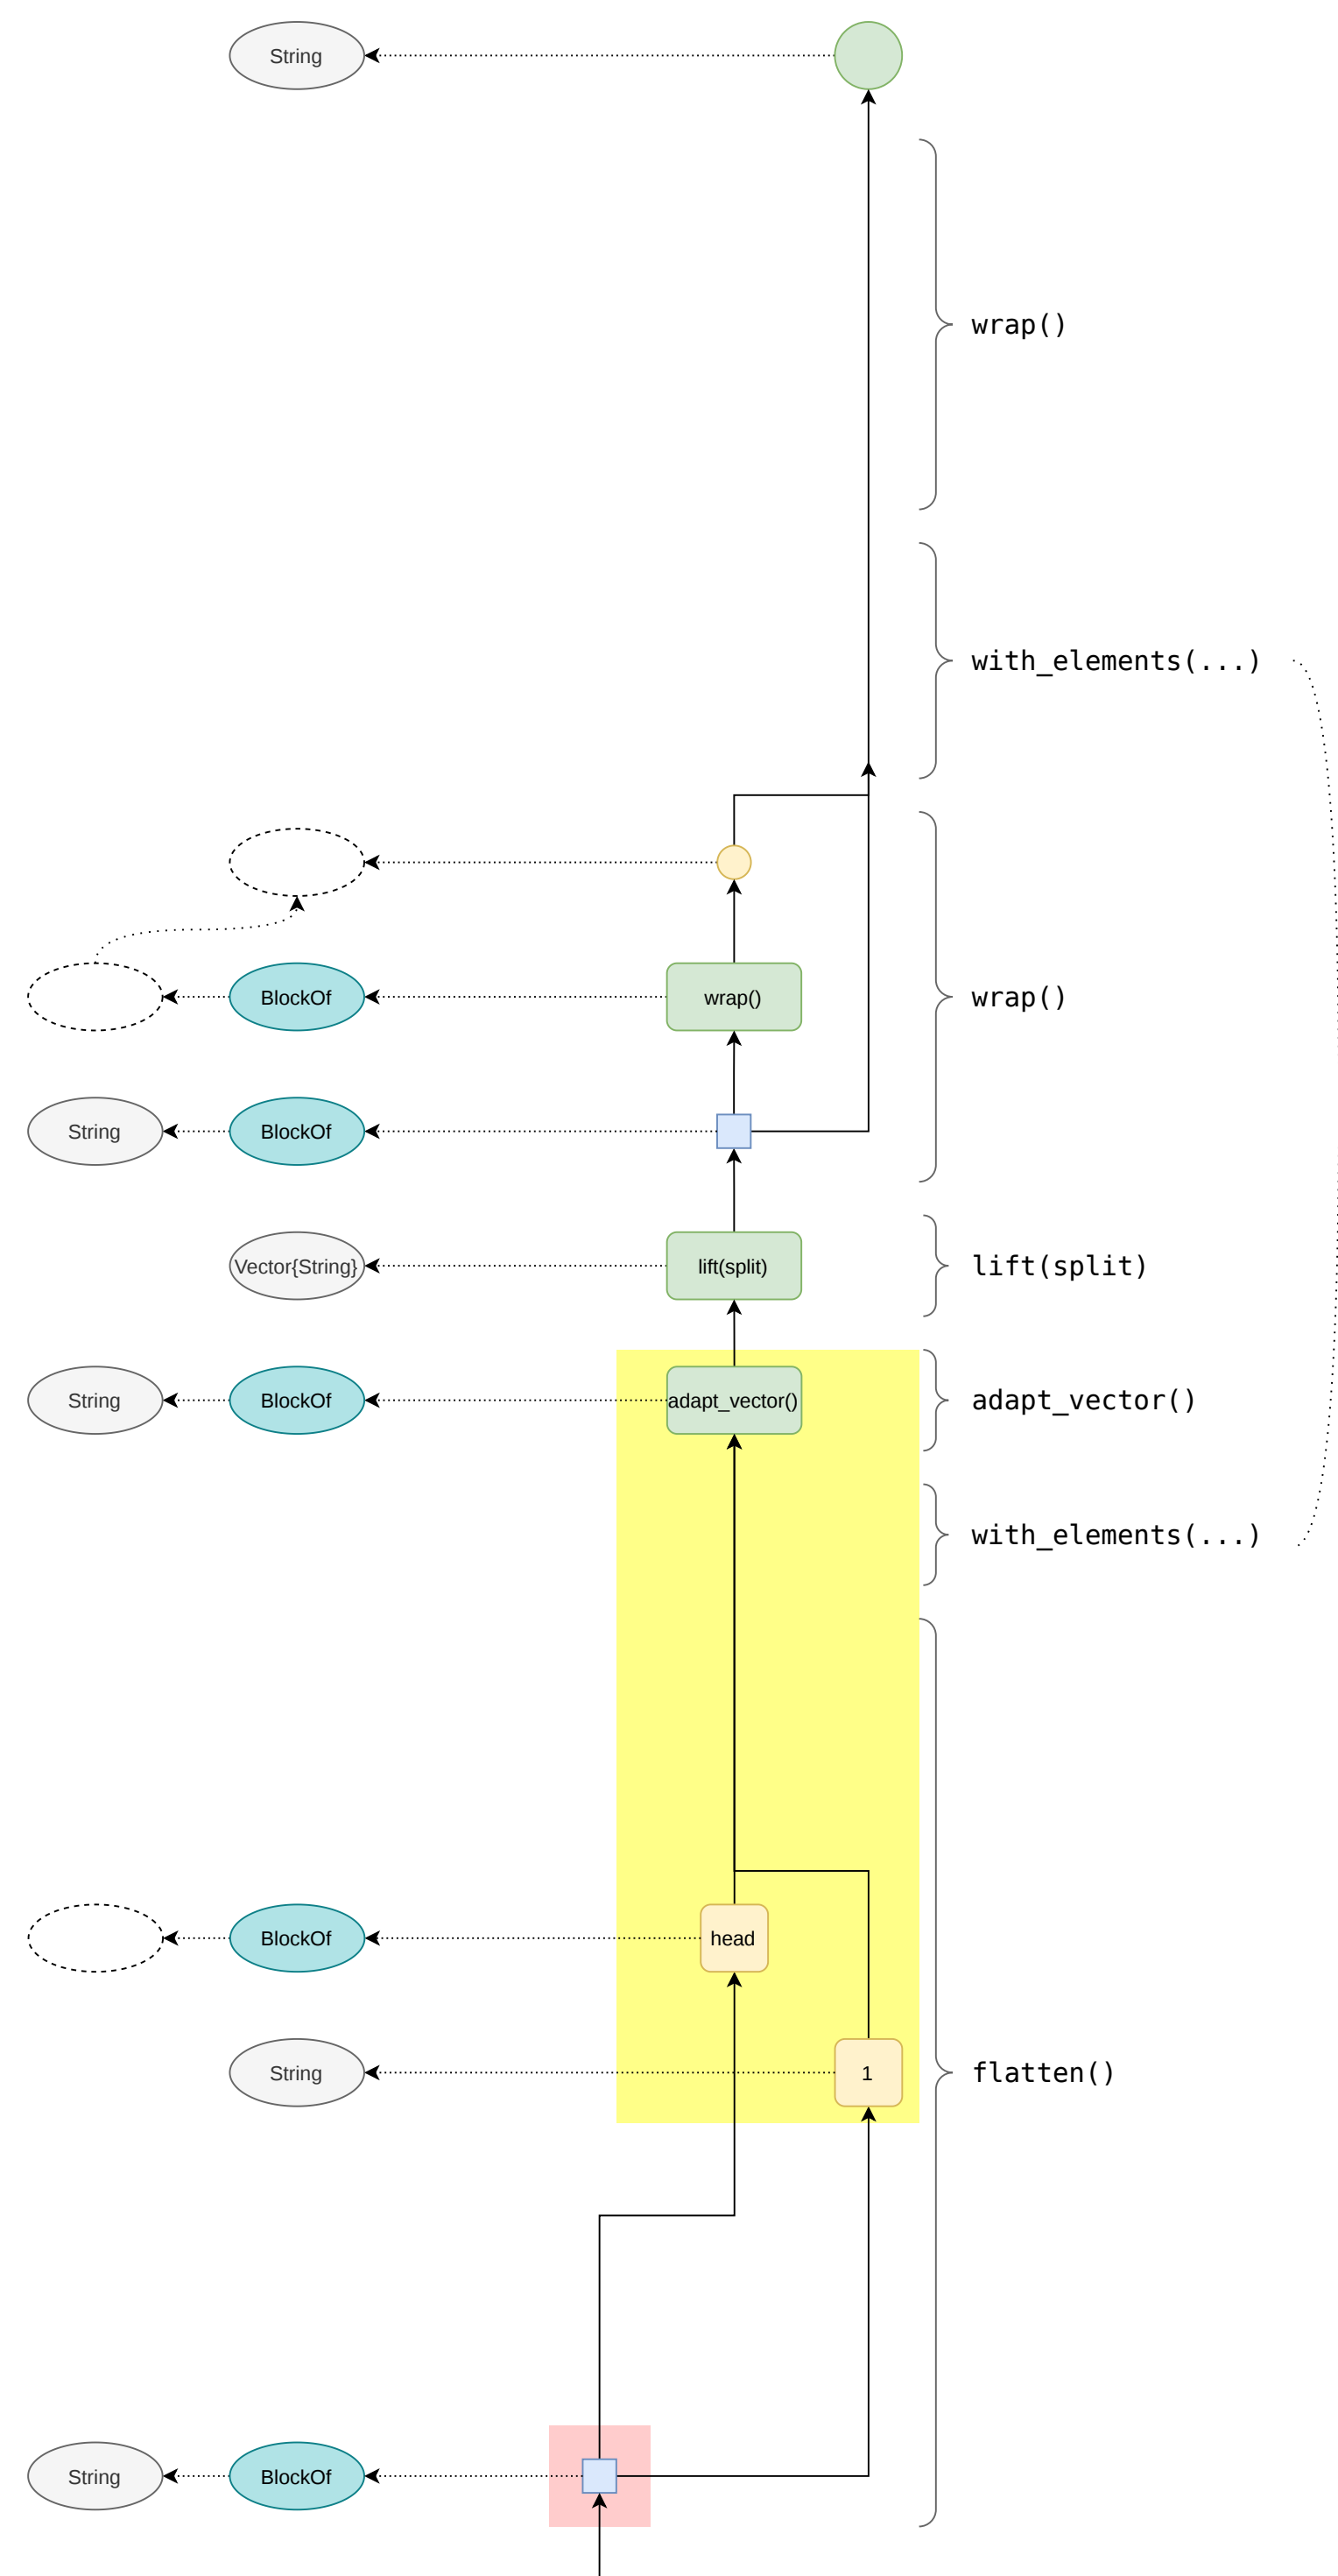 String
wrap()
with_elements(...)
BlockOf
wrap()
wrap()
String
BlockOf
Vector{String}
lift(split)
lift(split)
String
BlockOf
adapt_vector()
adapt_vector()
with_elements(...)
BlockOf
head
String
1
flatten()
String
BlockOf